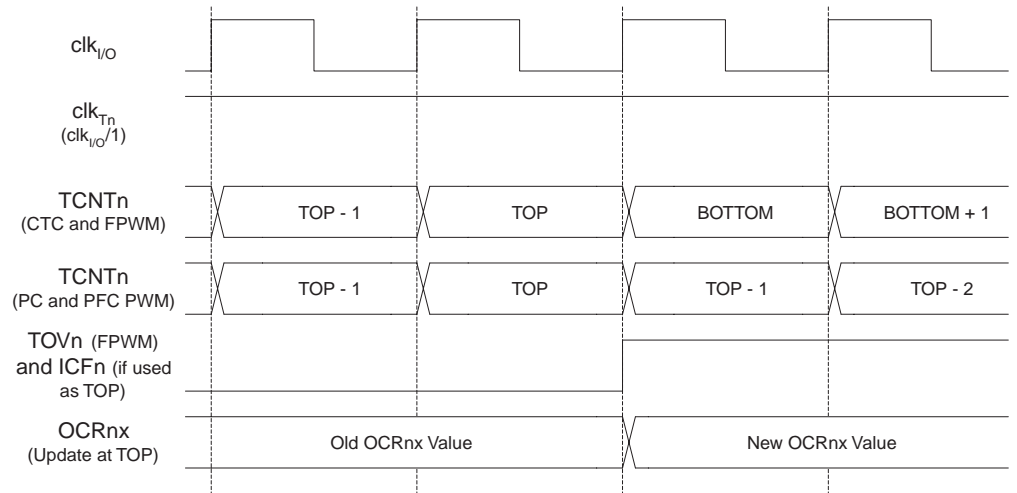 clkI/O
clkTn
(clkI/O/1)
TCNTn
(CTC and FPWM)
TOP - 1 TOP BOTTOM BOTTOM + 1
TCNTn
(PC and PFC PWM)
TOP - 1 TOP TOP - 1 TOP - 2
TOVn (FPWM)
and ICFn (if used
as TOP)
OCRnx
(Update at TOP)
Old OCRnx Value New OCRnx Value